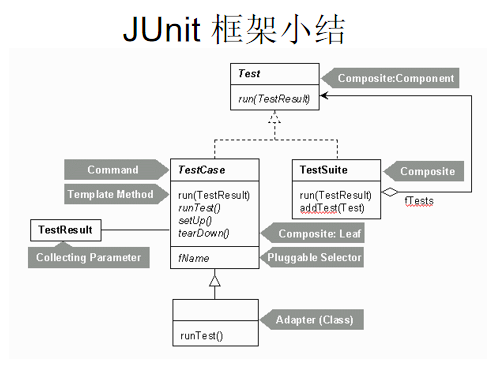 JUnit 框架小结
Test
Composite:Component
run(TestResult)
Command
TestCase
TestSuite
Composite
Template Method
run(TestResult)
runTest()
setUp()
tearDown()
run(TestResult)
addTest(Test)
fTests
TestResult
Composite: Leaf
Collecting Parameter
fName
Pluggable Selector
runTest()
Adapter (Class)